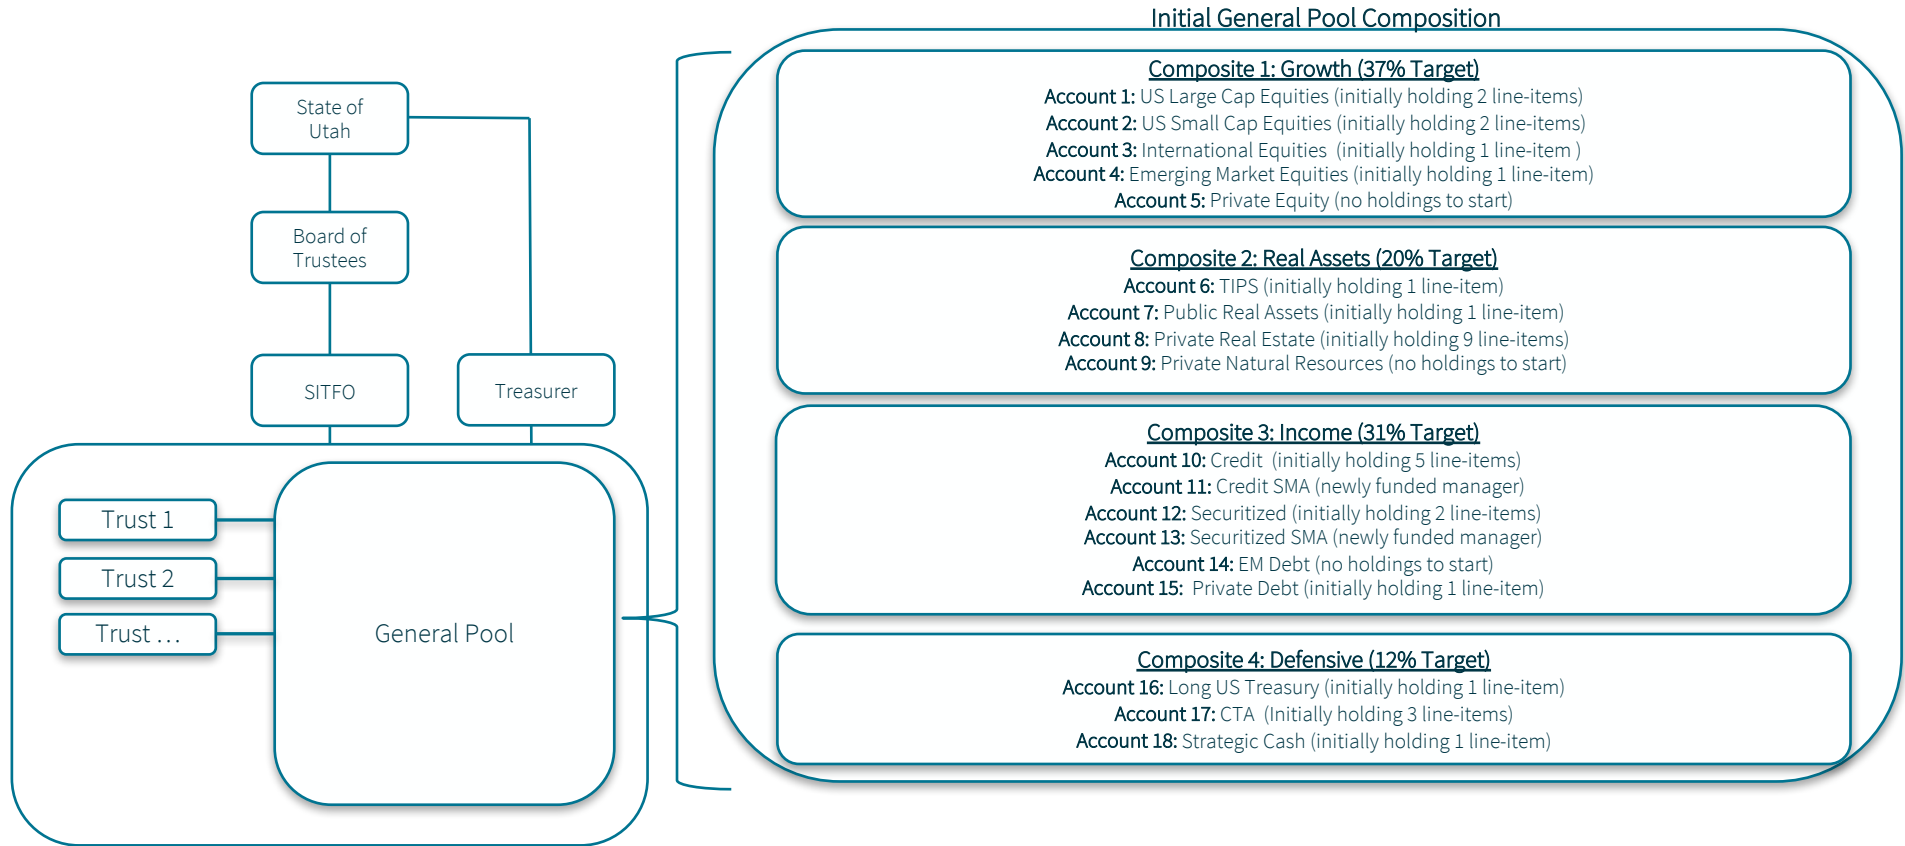 State of
Utah
Board of
Trustees
SITFO
Treasurer
Trust 1
Trust 2
Trust …
General Pool
Initial General Pool Composition
Composite 1: Growth (37% Target)
Account 1: US Large Cap Equities (initially holding 2 line-items)
Account 2: US Small Cap Equities (initially holding 2 line-items)
Account 3: International Equities  (initially holding 1 line-item )
Account 4: Emerging Market Equities (initially holding 1 line-item)
Account 5: Private Equity (no holdings to start)
Composite 2: Real Assets (20% Target)
Account 6: TIPS (initially holding 1 line-item)
Account 7: Public Real Assets (initially holding 1 line-item)
Account 8: Private Real Estate (initially holding 9 line-items)
Account 9: Private Natural Resources (no holdings to start)
Composite 3: Income (31% Target)
Account 10: Credit  (initially holding 5 line-items)
Account 11: Credit SMA (newly funded manager)
Account 12: Securitized (initially holding 2 line-items)
Account 13: Securitized SMA (newly funded manager)
Account 14: EM Debt (no holdings to start)
Account 15:  Private Debt (initially holding 1 line-item)
Composite 4: Defensive (12% Target)
Account 16: Long US Treasury (initially holding 1 line-item)
Account 17: CTA  (Initially holding 3 line-items)
Account 18: Strategic Cash (initially holding 1 line-item)